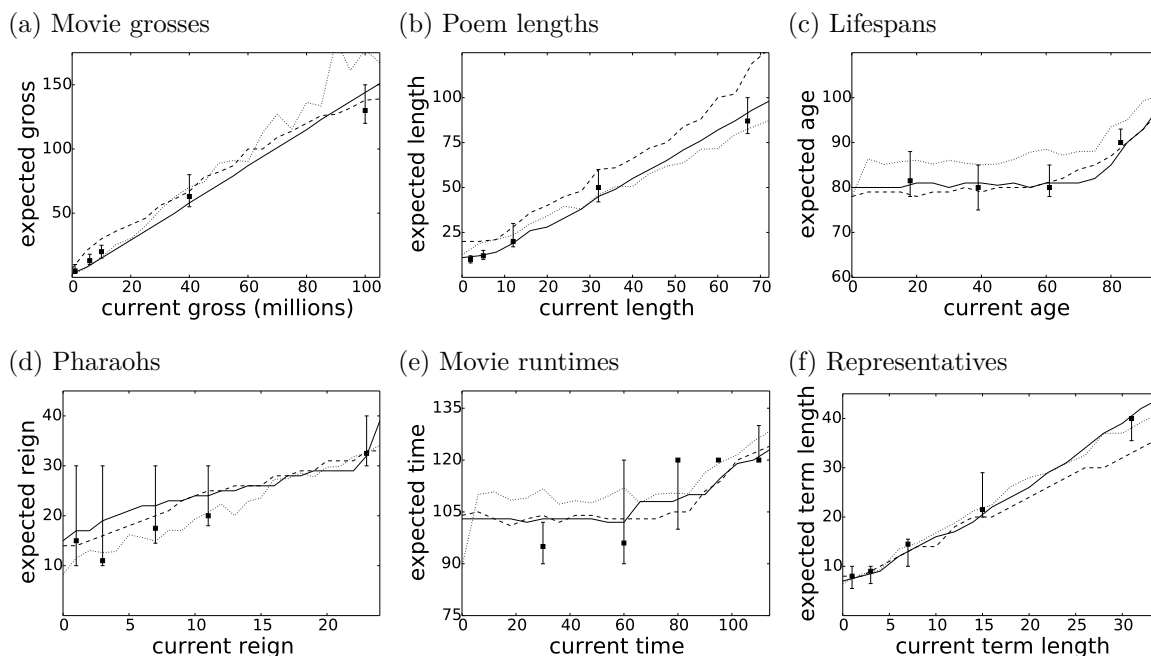 (a) Movie grosses
(b) Poem lengths
(c) Lifespans
expected gross
150
100
50
0 20 40 60 80 100
current gross (millions)
expected length
100
75
50
25
0 10 20 30 40 50 60 70
current length
expected age
100
90
80
70
60
0 20 40 60 80
current age
(d) Pharaohs
(e) Movie runtimes
(f) Representatives
expected reign
40
30
20
10
0 5 10 15 20
current reign
expected time
135
120
105
90
75
0 20 40 60 80 100
current time
expected term length
40
30
20
10
0 5 10 15 20 25 30
current term length